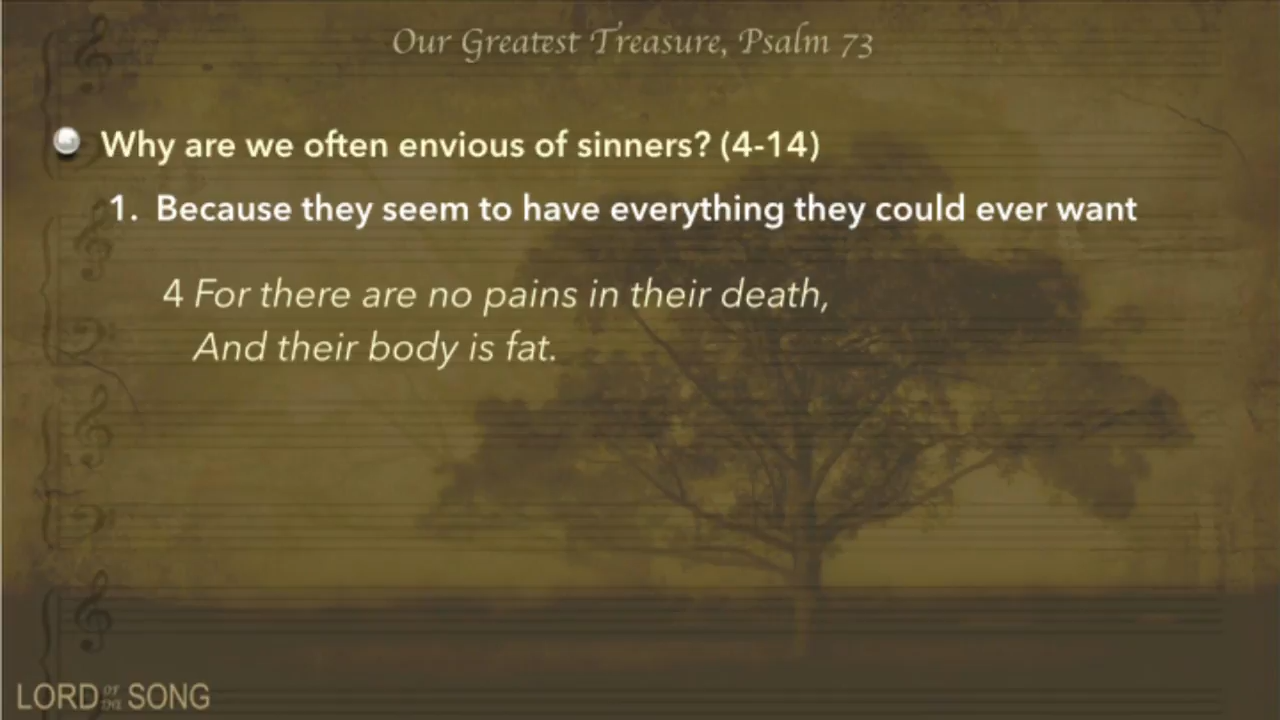 Our Greatest Treasure, Psalm 73
Why are we often envious of sinners? (4-14)
1. Because they seem to have everything they could ever want
4 For there are no pains in their death,
And their body is fat.
LORD OF THE SONG